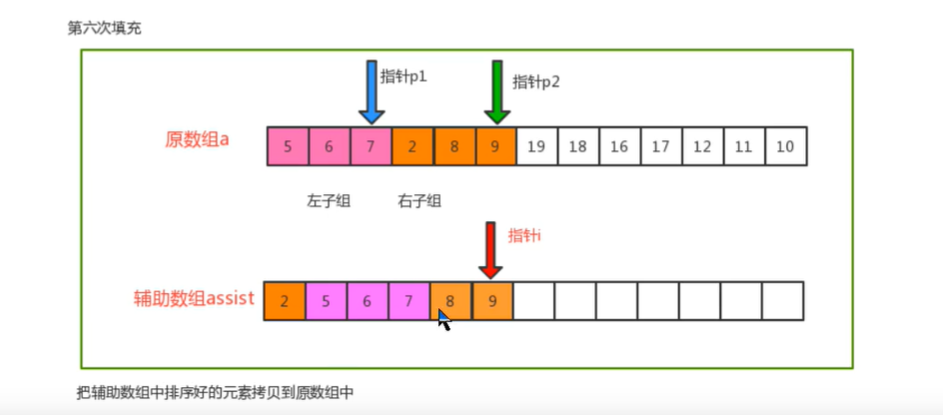 第六次填充
指针p1
指针p2
原数组a
5 6 7 2 8 9 19 18 16 17 12 11 10
左子组 右子组
指针i
辅助数组assist
2 5 6 7 8 9
把辅助数组中排序好的元素拷贝到原数组中